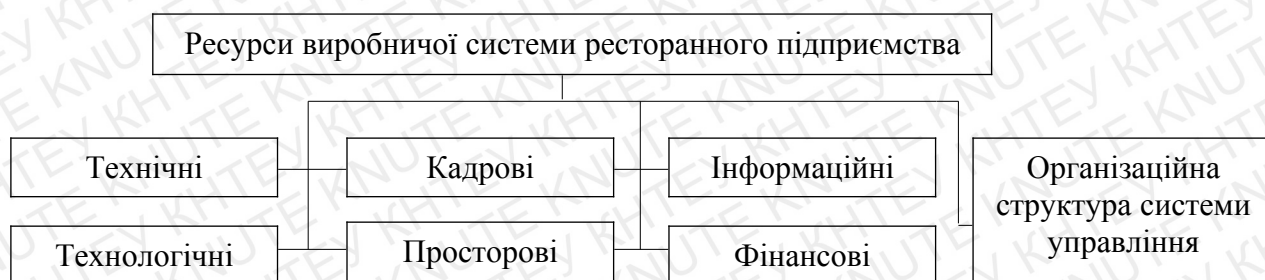 Ресурси виробничої системи ресторанного підприємства
Технічні
Кадрові
Інформаційні
Організаційна
структура системи
управління
Технологічні
Просторові
Фінансові